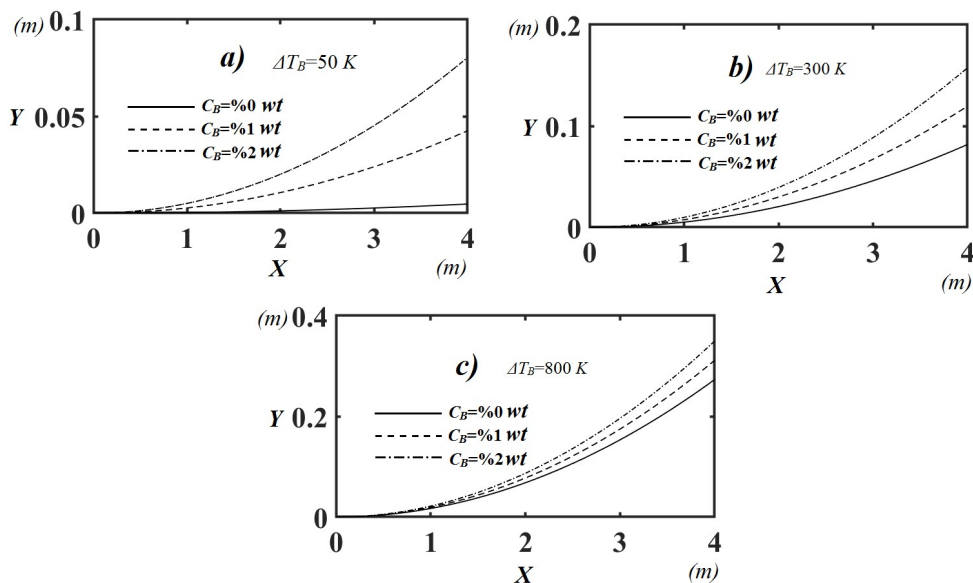 (m) 0.1
a) ΔT_B=50 K
C_B=%0 wt
Y 0.05
C_B=%1 wt
C_B=%2 wt
0
0 1 2 3 4
X (m)
(m) 0.2
b) ΔT_B=300 K
C_B=%0 wt
Y 0.1
C_B=%1 wt
C_B=%2 wt
0
0 1 2 3 4
X (m)
(m) 0.4
c) ΔT_B=800 K
C_B=%0 wt
Y 0.2
C_B=%1 wt
C_B=%2 wt
0
0 1 2 3 4
X (m)